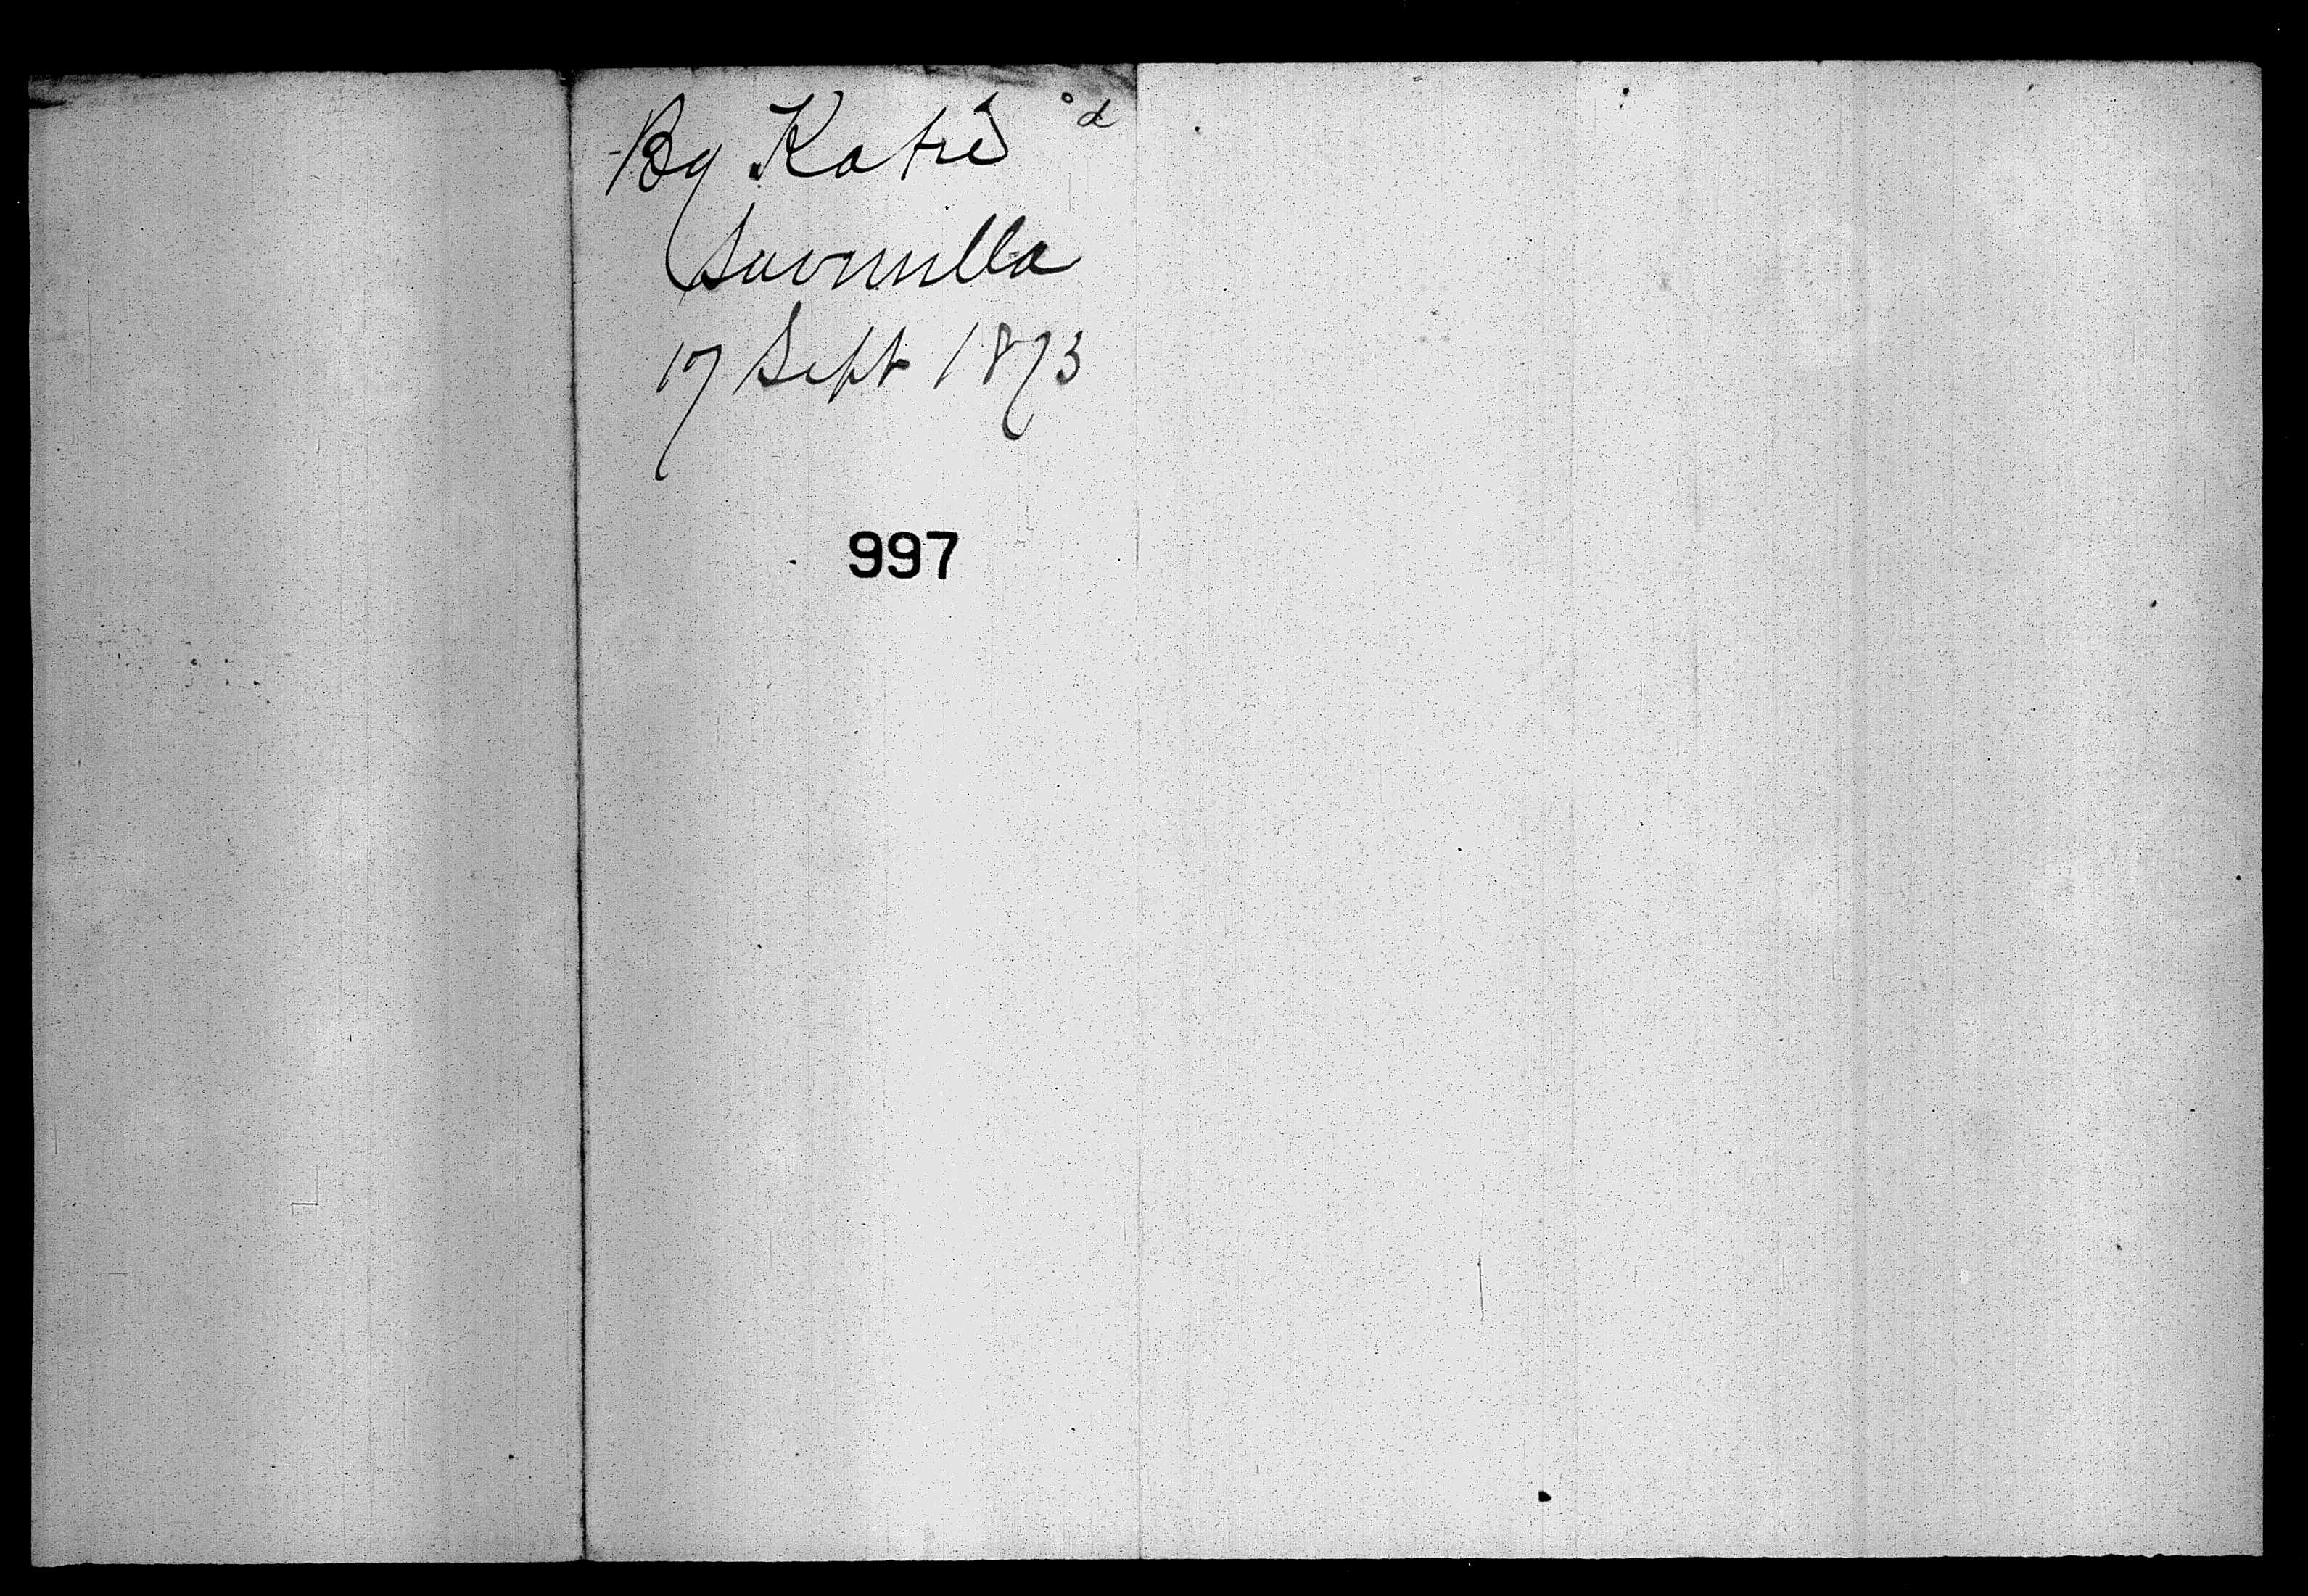 Bg Katie
Savanilla
17 Sept 1873
997